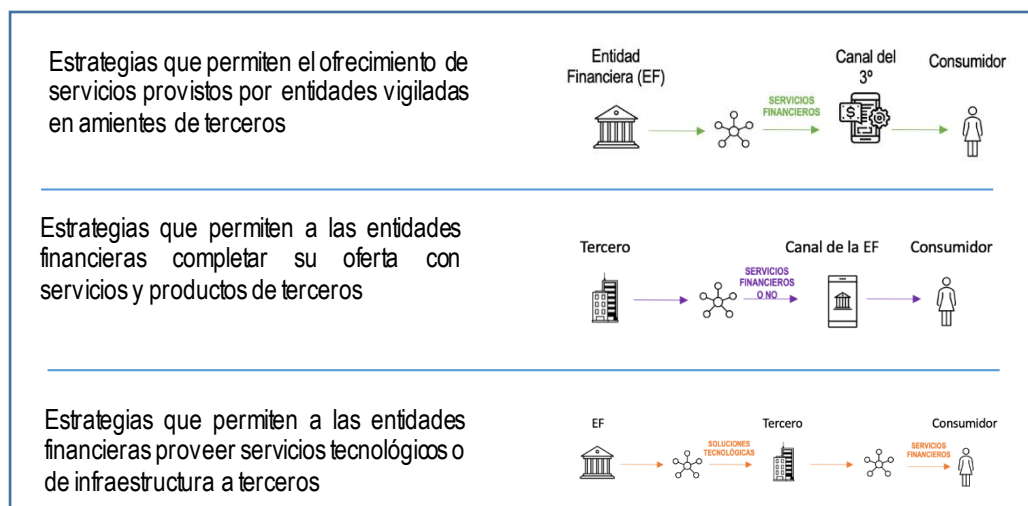 Estrategias que permiten el ofrecimiento de
servicios provistos por entidades vigiladas
en amientes de terceros
Entidad
Financiera (EF)
SERVICIOS
FINANCIEROS
Canal del
3º
Consumidor
$
Estrategias que permiten a las entidades
financieras completar su oferta con
servicios y productos de terceros
Tercero
SERVICIOS
FINANCIEROS
O NO
Canal de la EF
Consumidor
Estrategias que permiten a las entidades
financieras proveer servicios tecnológicos o
de infraestructura a terceros
EF
SOLUCIONES
TECNOLÓGICAS
Tercero
SERVICIOS
FINANCIEROS
Consumidor